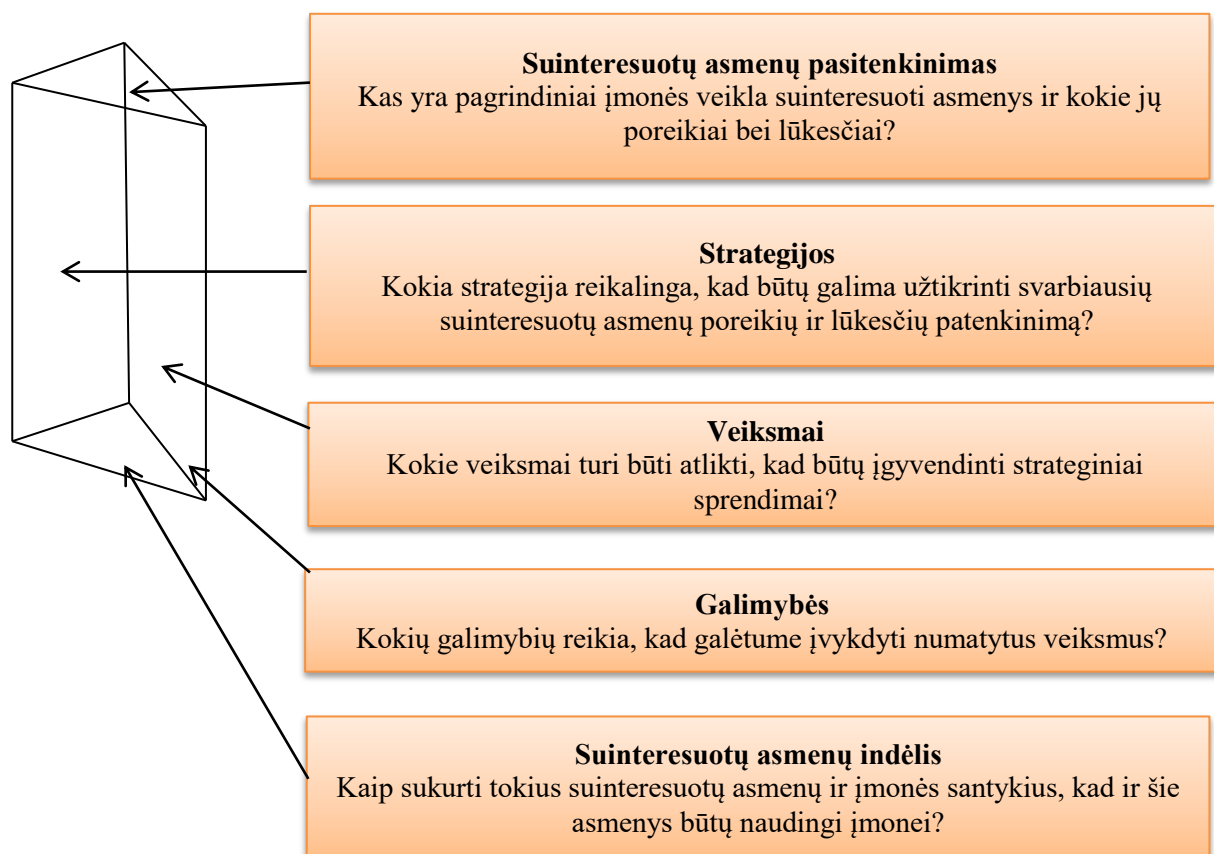 Suinteresuotų asmenų pasitenkinimas
Kas yra pagrindiniai įmonės veikla suinteresuoti asmenys ir kokie jų
poreikiai bei lūkesčiai?
Strategijos
Kokia strategija reikalinga, kad būtų galima užtikrinti svarbiausių
suinteresuotų asmenų poreikių ir lūkesčių patenkinimą?
Veiksmai
Kokie veiksmai turi būti atlikti, kad būtų įgyvendinti strateginiai
sprendimai?
Galimybės
Kokių galimybių reikia, kad galėtume įvykdyti numatytus veiksmus?
Suinteresuotų asmenų indėlis
Kaip sukurti tokius suinteresuotų asmenų ir įmonės santykius, kad ir šie
asmenys būtų naudingi įmonei?